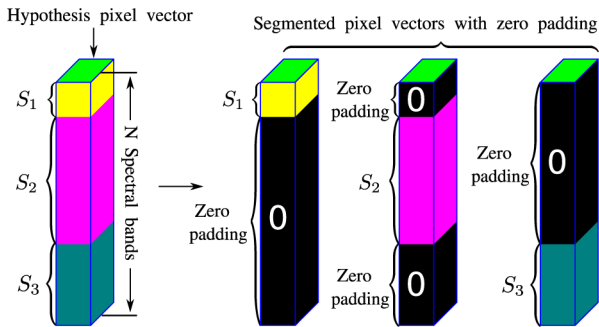 Hypothesis pixel vector
Segmented pixel vectors with zero padding
S1
S2
S3
N Spectral bands
S1
0
Zero
padding
Zero
padding
0
S2
Zero
padding
0
Zero
padding
0
S3